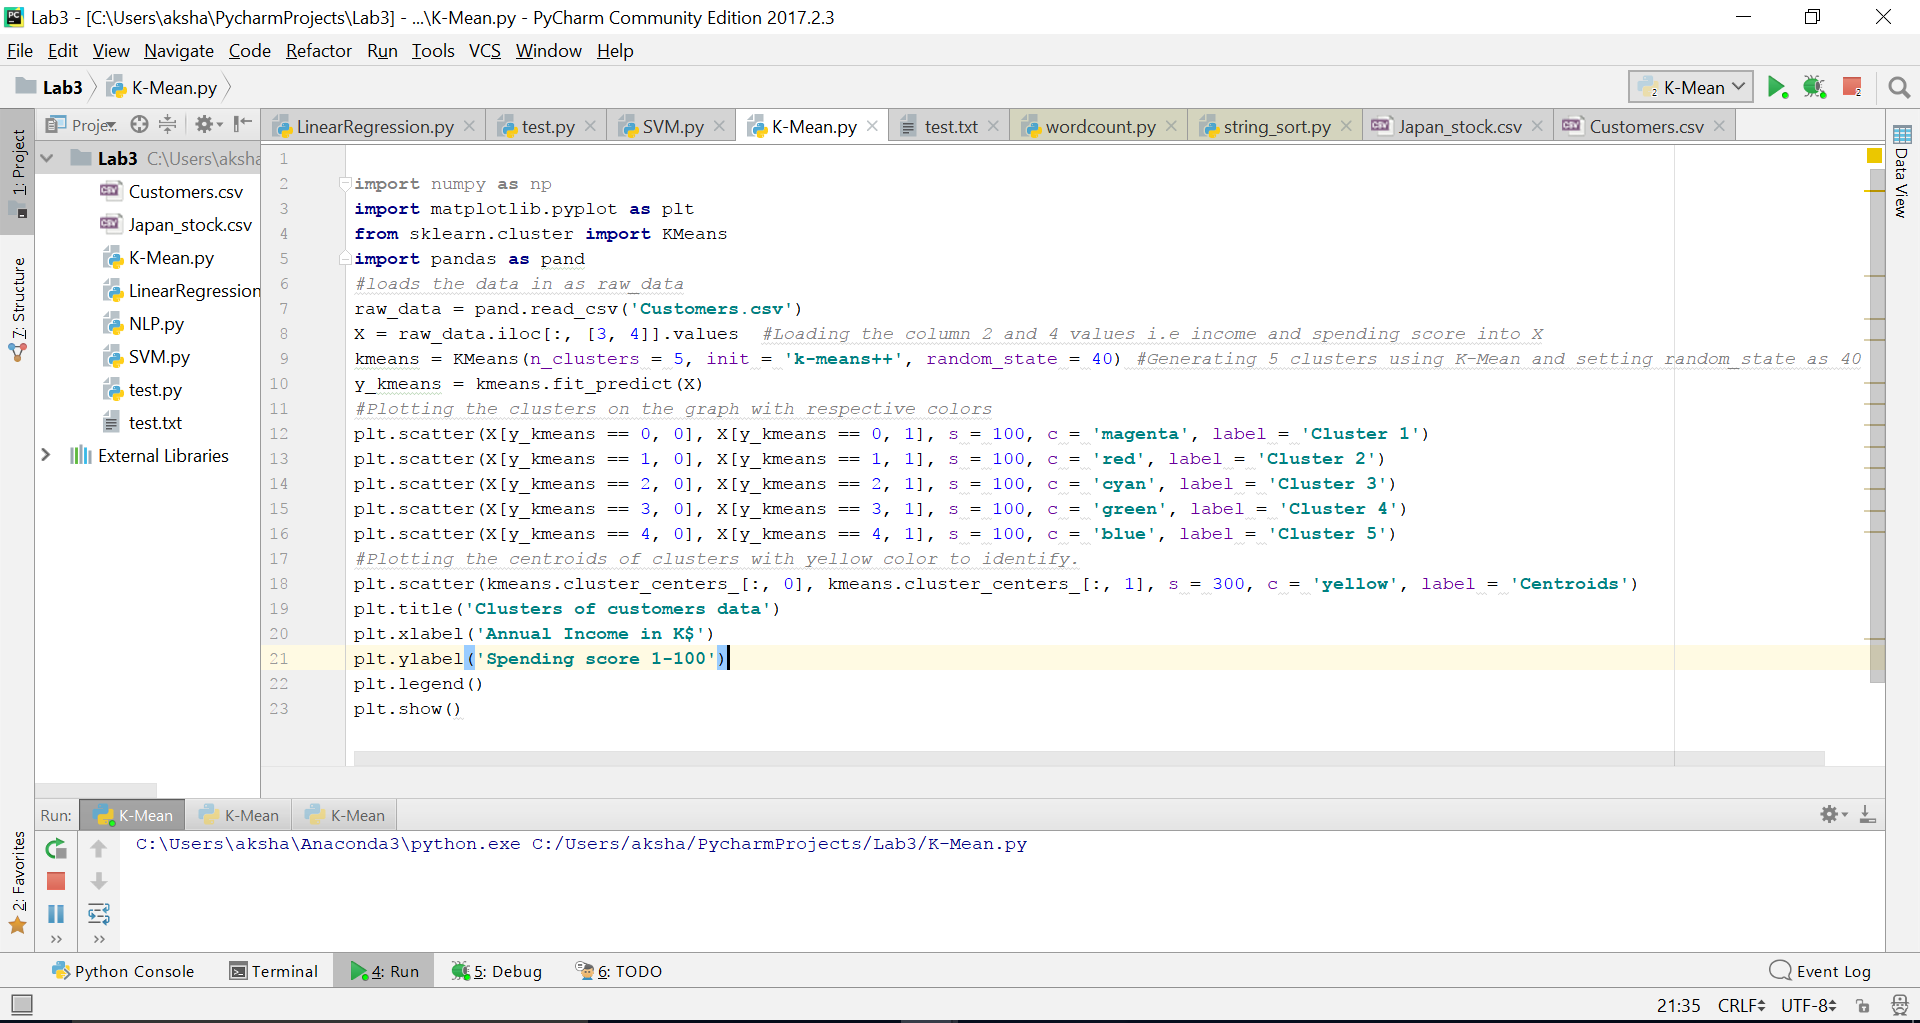 Lab3 - [C:\Users\aksha\PycharmProjects\Lab3] - ...\K-Mean.py - PyCharm Community Edition 2017.2.3
File Edit View Navigate Code Refactor Run Tools VCS Window Help
Lab3 K-Mean.py K-Mean
1: Project
7: Structure
2: Favorites
Data View
Projec
LinearRegression.py test.py SVM.py K-Mean.py test.txt wordcount.py string_sort.py Japan_stock.csv Customers.csv
Lab3 C:\Users\aksha
Customers.csv
Japan_stock.csv
K-Mean.py
LinearRegression
NLP.py
SVM.py
test.py
test.txt
External Libraries
1
2 import numpy as np
3 import matplotlib.pyplot as plt
4 from sklearn.cluster import KMeans
5 import pandas as pand
6 #loads the data in as raw_data
7 raw_data = pand.read_csv('Customers.csv')
8 X = raw_data.iloc[:, [3, 4]].values  #Loading the column 2 and 4 values i.e income and spending score into X
9 kmeans = KMeans(n_clusters = 5, init = 'k-means++', random_state = 40) #Generating 5 clusters using K-Mean and setting random_state as 40
10 y_kmeans = kmeans.fit_predict(X)
11 #Plotting the clusters on the graph with respective colors
12 plt.scatter(X[y_kmeans == 0, 0], X[y_kmeans == 0, 1], s = 100, c = 'magenta', label = 'Cluster 1')
13 plt.scatter(X[y_kmeans == 1, 0], X[y_kmeans == 1, 1], s = 100, c = 'red', label = 'Cluster 2')
14 plt.scatter(X[y_kmeans == 2, 0], X[y_kmeans == 2, 1], s = 100, c = 'cyan', label = 'Cluster 3')
15 plt.scatter(X[y_kmeans == 3, 0], X[y_kmeans == 3, 1], s = 100, c = 'green', label = 'Cluster 4')
16 plt.scatter(X[y_kmeans == 4, 0], X[y_kmeans == 4, 1], s = 100, c = 'blue', label = 'Cluster 5')
17 #Plotting the centroids of clusters with yellow color to identify.
18 plt.scatter(kmeans.cluster_centers_[:, 0], kmeans.cluster_centers_[:, 1], s = 300, c = 'yellow', label = 'Centroids')
19 plt.title('Clusters of customers data')
20 plt.xlabel('Annual Income in K$')
21 plt.ylabel('Spending score 1-100')
22 plt.legend()
23 plt.show()
Run: K-Mean K-Mean K-Mean
C:\Users\aksha\Anaconda3\python.exe C:/Users/aksha/PycharmProjects/Lab3/K-Mean.py
Python Console Terminal 4: Run 5: Debug 6: TODO Event Log
21:35 CRLF UTF-8